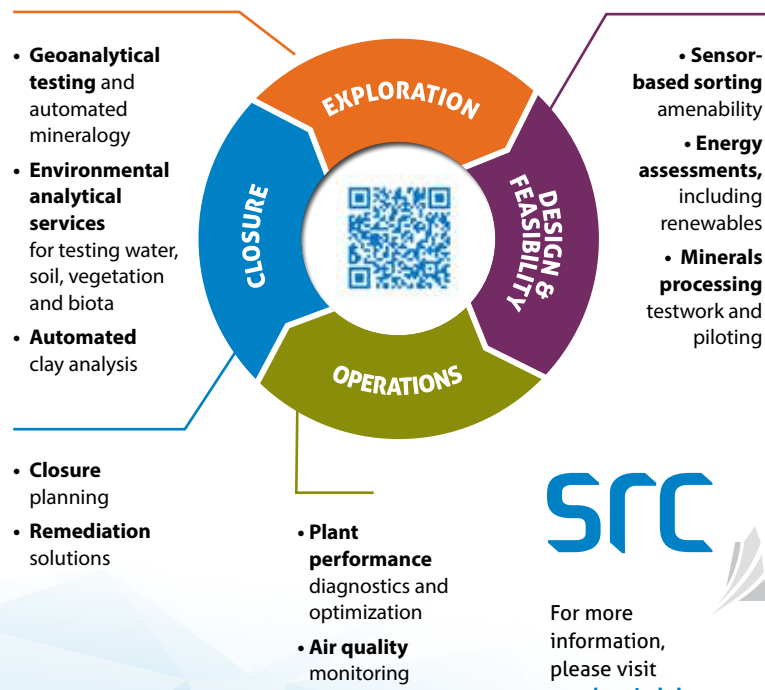 EXPLORATION
DESIGN &
FEASIBILITY
OPERATIONS
CLOSURE
• Geoanalytical
testing and
automated
mineralogy
• Environmental
analytical
services
for testing water,
soil, vegetation
and biota
• Automated
clay analysis
• Sensor-
based sorting
amenability
• Energy
assessments,
including
renewables
• Minerals
processing
testwork and
piloting
• Closure
planning
• Remediation
solutions
• Plant
performance
diagnostics and
optimization
• Air quality
monitoring
src
For more
information,
please visit